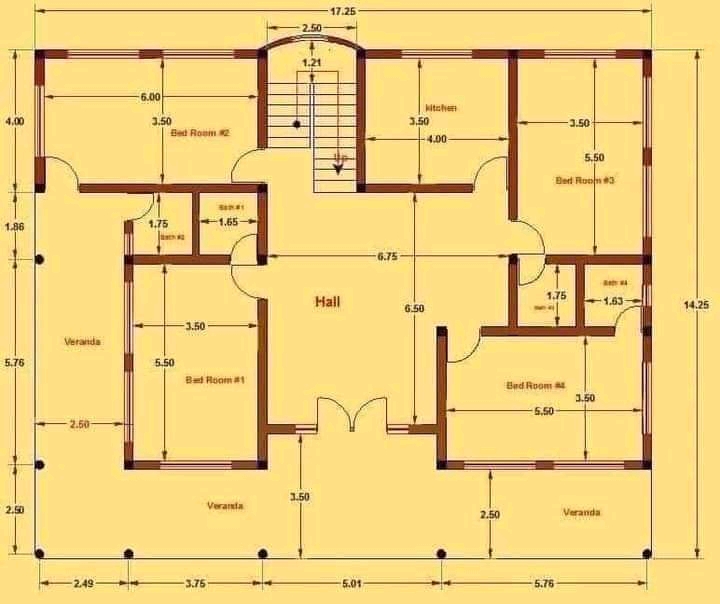 17.25
2.50
1.21
6.00
3.50
Bed Room #2
4.00
kitchen
3.50
4.00
3.50
5.50
Bed Room #3
Up
1.86
1.75
Bath #2
Bath #1
1.65
6.75
6.50
Hall
1.75
Bath #4
1.63
14.25
3.50
5.50
Bed Room #1
Veranda
5.76
2.50
Bed Room #4
3.50
5.50
3.50
2.50
Veranda
2.50
Veranda
2.49
3.75
5.01
5.76